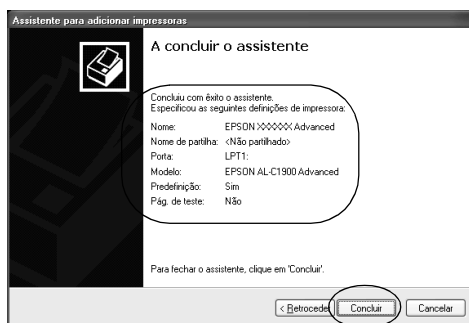 Assistente para adicionar impressoras
A concluir o assistente
Concluiu com êxito o assistente.
Especificou as seguintes definições de impressora:
Nome: EPSON XXXXX Advanced
Nome de partilha: <Não partilhado>
Porta: LPT1:
Modelo: EPSON AL-C1900 Advanced
Predefinição: Sim
Pág. de teste: Não
Para fechar o assistente, clique em 'Concluir'.
< Retroceder Concluir Cancelar